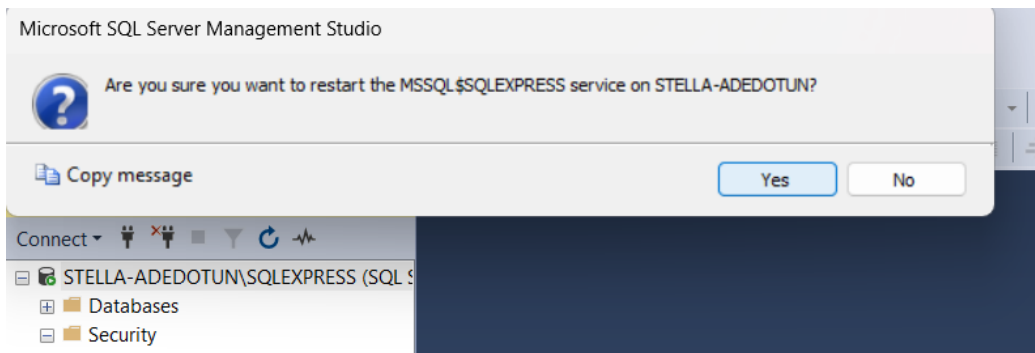 Microsoft SQL Server Management Studio
Are you sure you want to restart the MSSQL$SQLEXPRESS service on STELLA-ADEDOTUN?
Copy message
Yes No
Connect
STELLA-ADEDOTUN\SQLEXPRESS (SQL S
Databases
Security